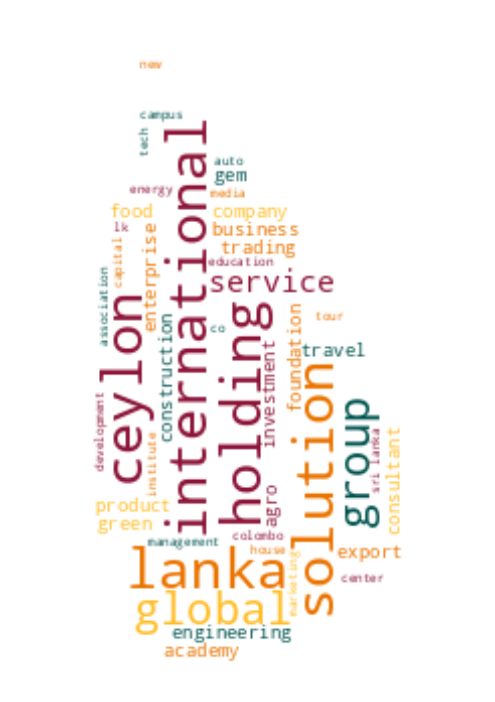 new
campus
tech
international
auto
gem
energy
media
food
company
lk
enterprise
business
capital
trading
education
association
service
ceylon
holding
construction
co
foundation
tour
investment
travel
solution
development
group
institute
sri lanka
consultant
agro
product
green
management
colombo
house
export
lanka
marketing
center
global
engineering
academy